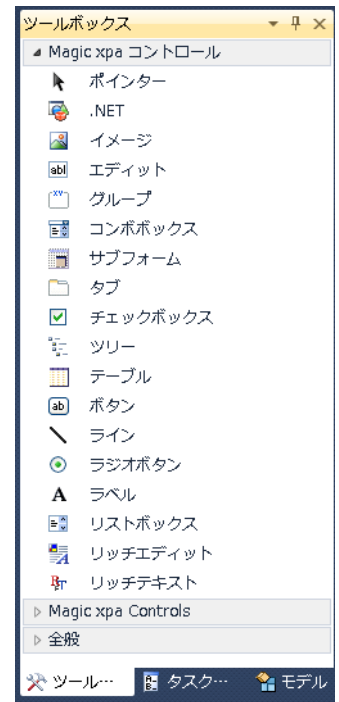 ツールボックス
Magic xpa コントロール
ポインター
.NET
イメージ
abl エディット
XY グループ
コンボボックス
サブフォーム
タブ
チェックボックス
ツリー
テーブル
ab ボタン
ライン
ラジオボタン
A ラベル
リストボックス
リッチエディット
リッチテキスト
Magic xpa Controls
全般
ツール… タスク… モデル